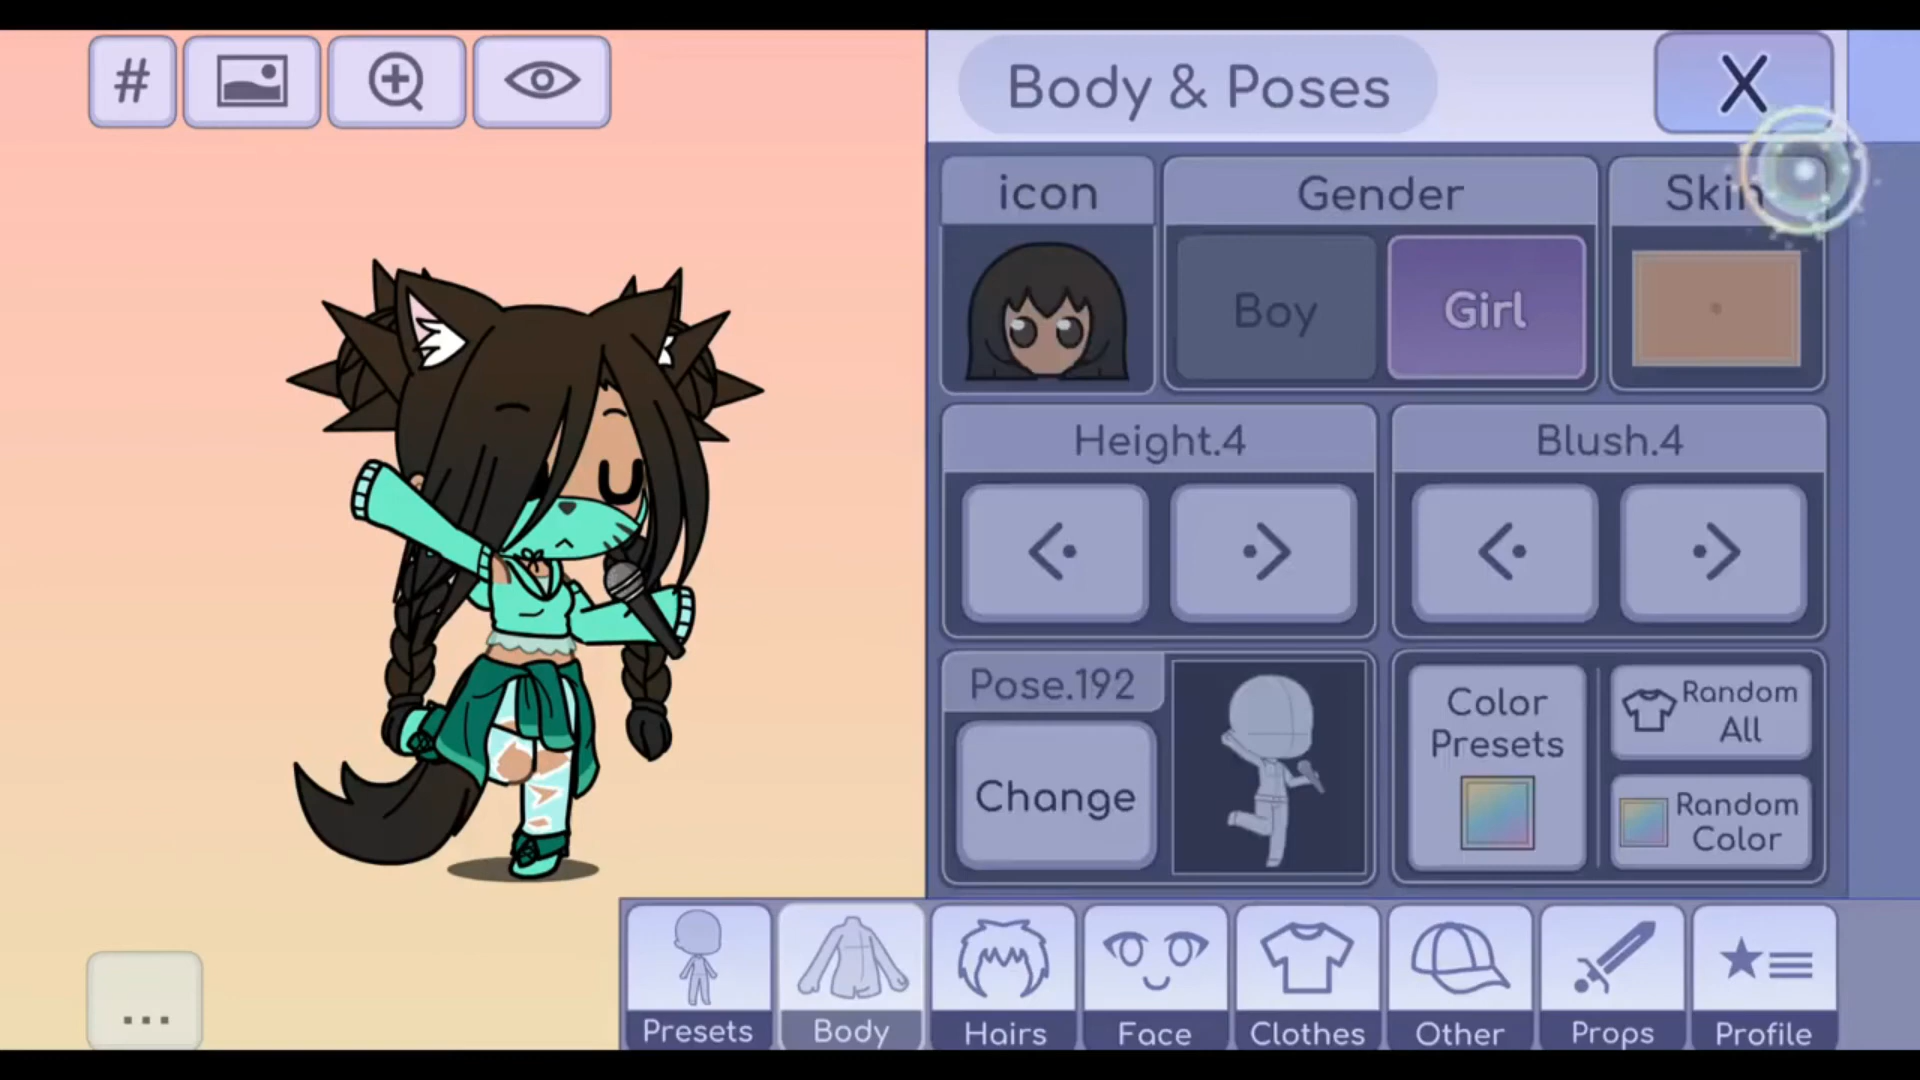 #
Body & Poses
X
icon
Gender
Skin
Boy
Girl
Height.4
Blush.4
Pose.192
Change
Color
Presets
Random
All
Random
Color
...
Presets
Body
Hairs
Face
Clothes
Other
Props
Profile